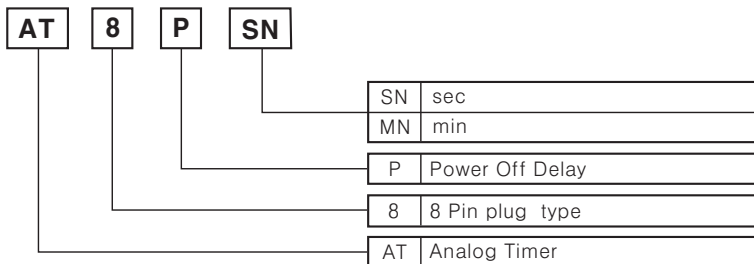 AT 8 P SN
SN sec
MN min
P Power Off Delay
8 8 Pin plug type
AT Analog Timer